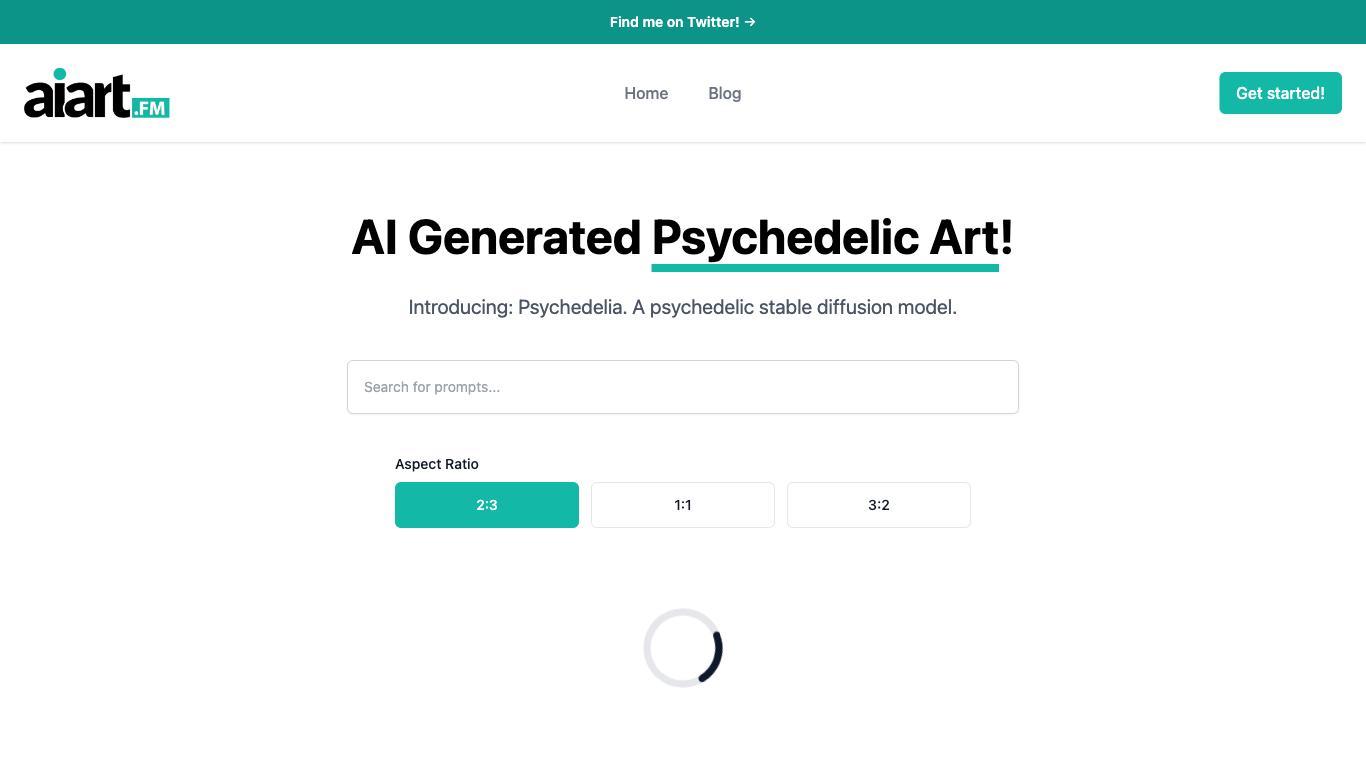 Find me on Twitter! →
aiart.FM
Home
Blog
Get started!
AI Generated Psychedelic Art!
Introducing: Psychedelia. A psychedelic stable diffusion model.
Search for prompts...
Aspect Ratio
2:3
1:1
3:2